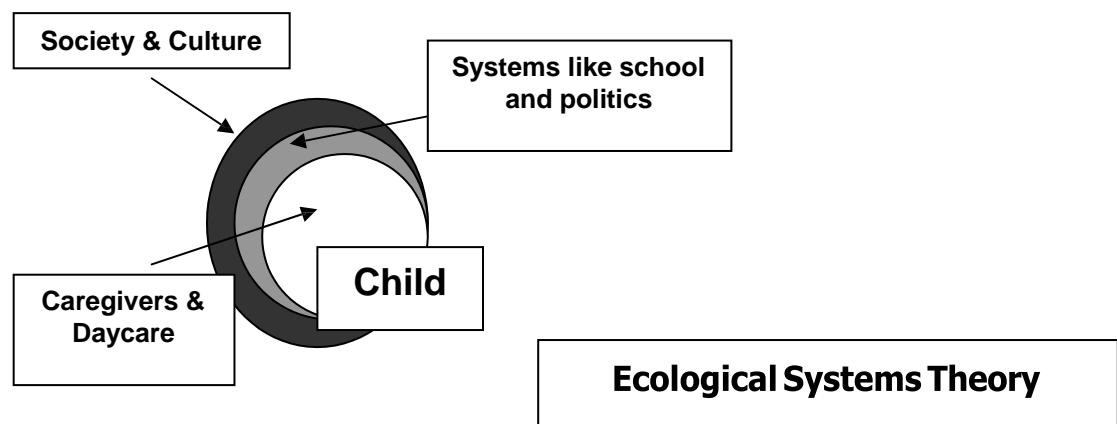 Society & Culture
Systems like school
and politics
Child
Caregivers &
Daycare
Ecological Systems Theory